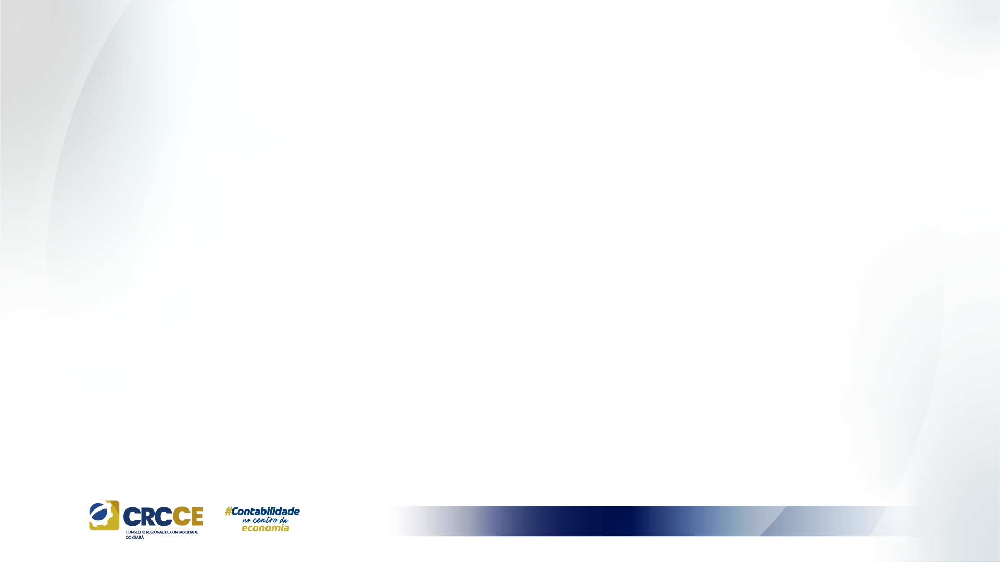 CRCCE
CONSELHO REGIONAL DE CONTABILIDADE
DO CEARÁ
#Contabilidade
no centro da
economia